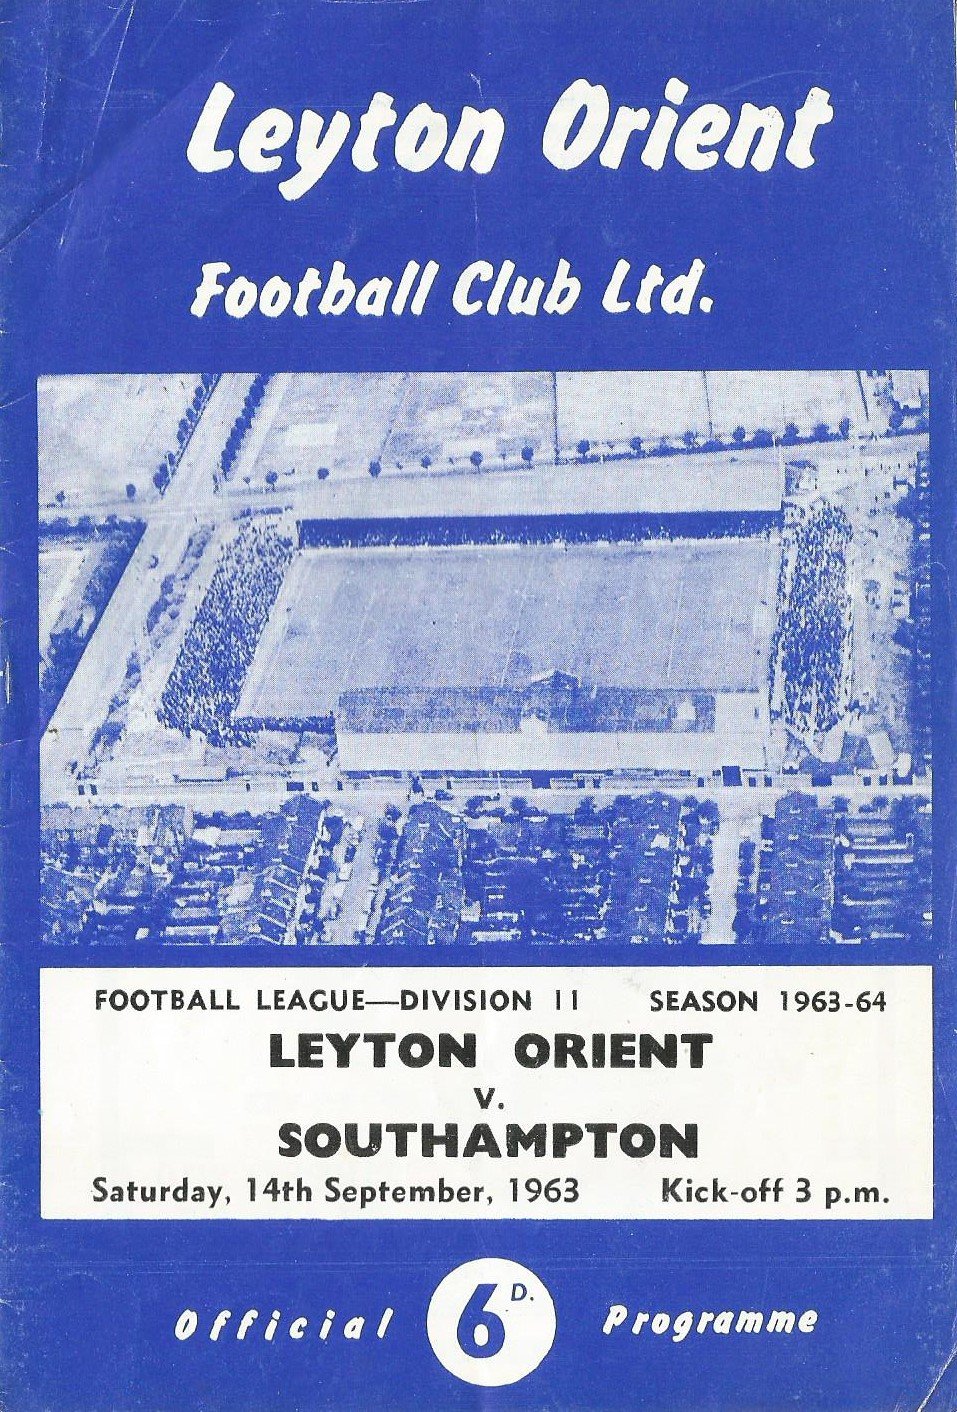 Leyton Orient
Football Club Ltd.
FOOTBALL LEAGUE—DIVISION 11 SEASON 1963-64
LEYTON ORIENT
v.
SOUTHAMPTON
Saturday, 14th September, 1963 Kick-off 3 p.m.
Official 6D. Programme